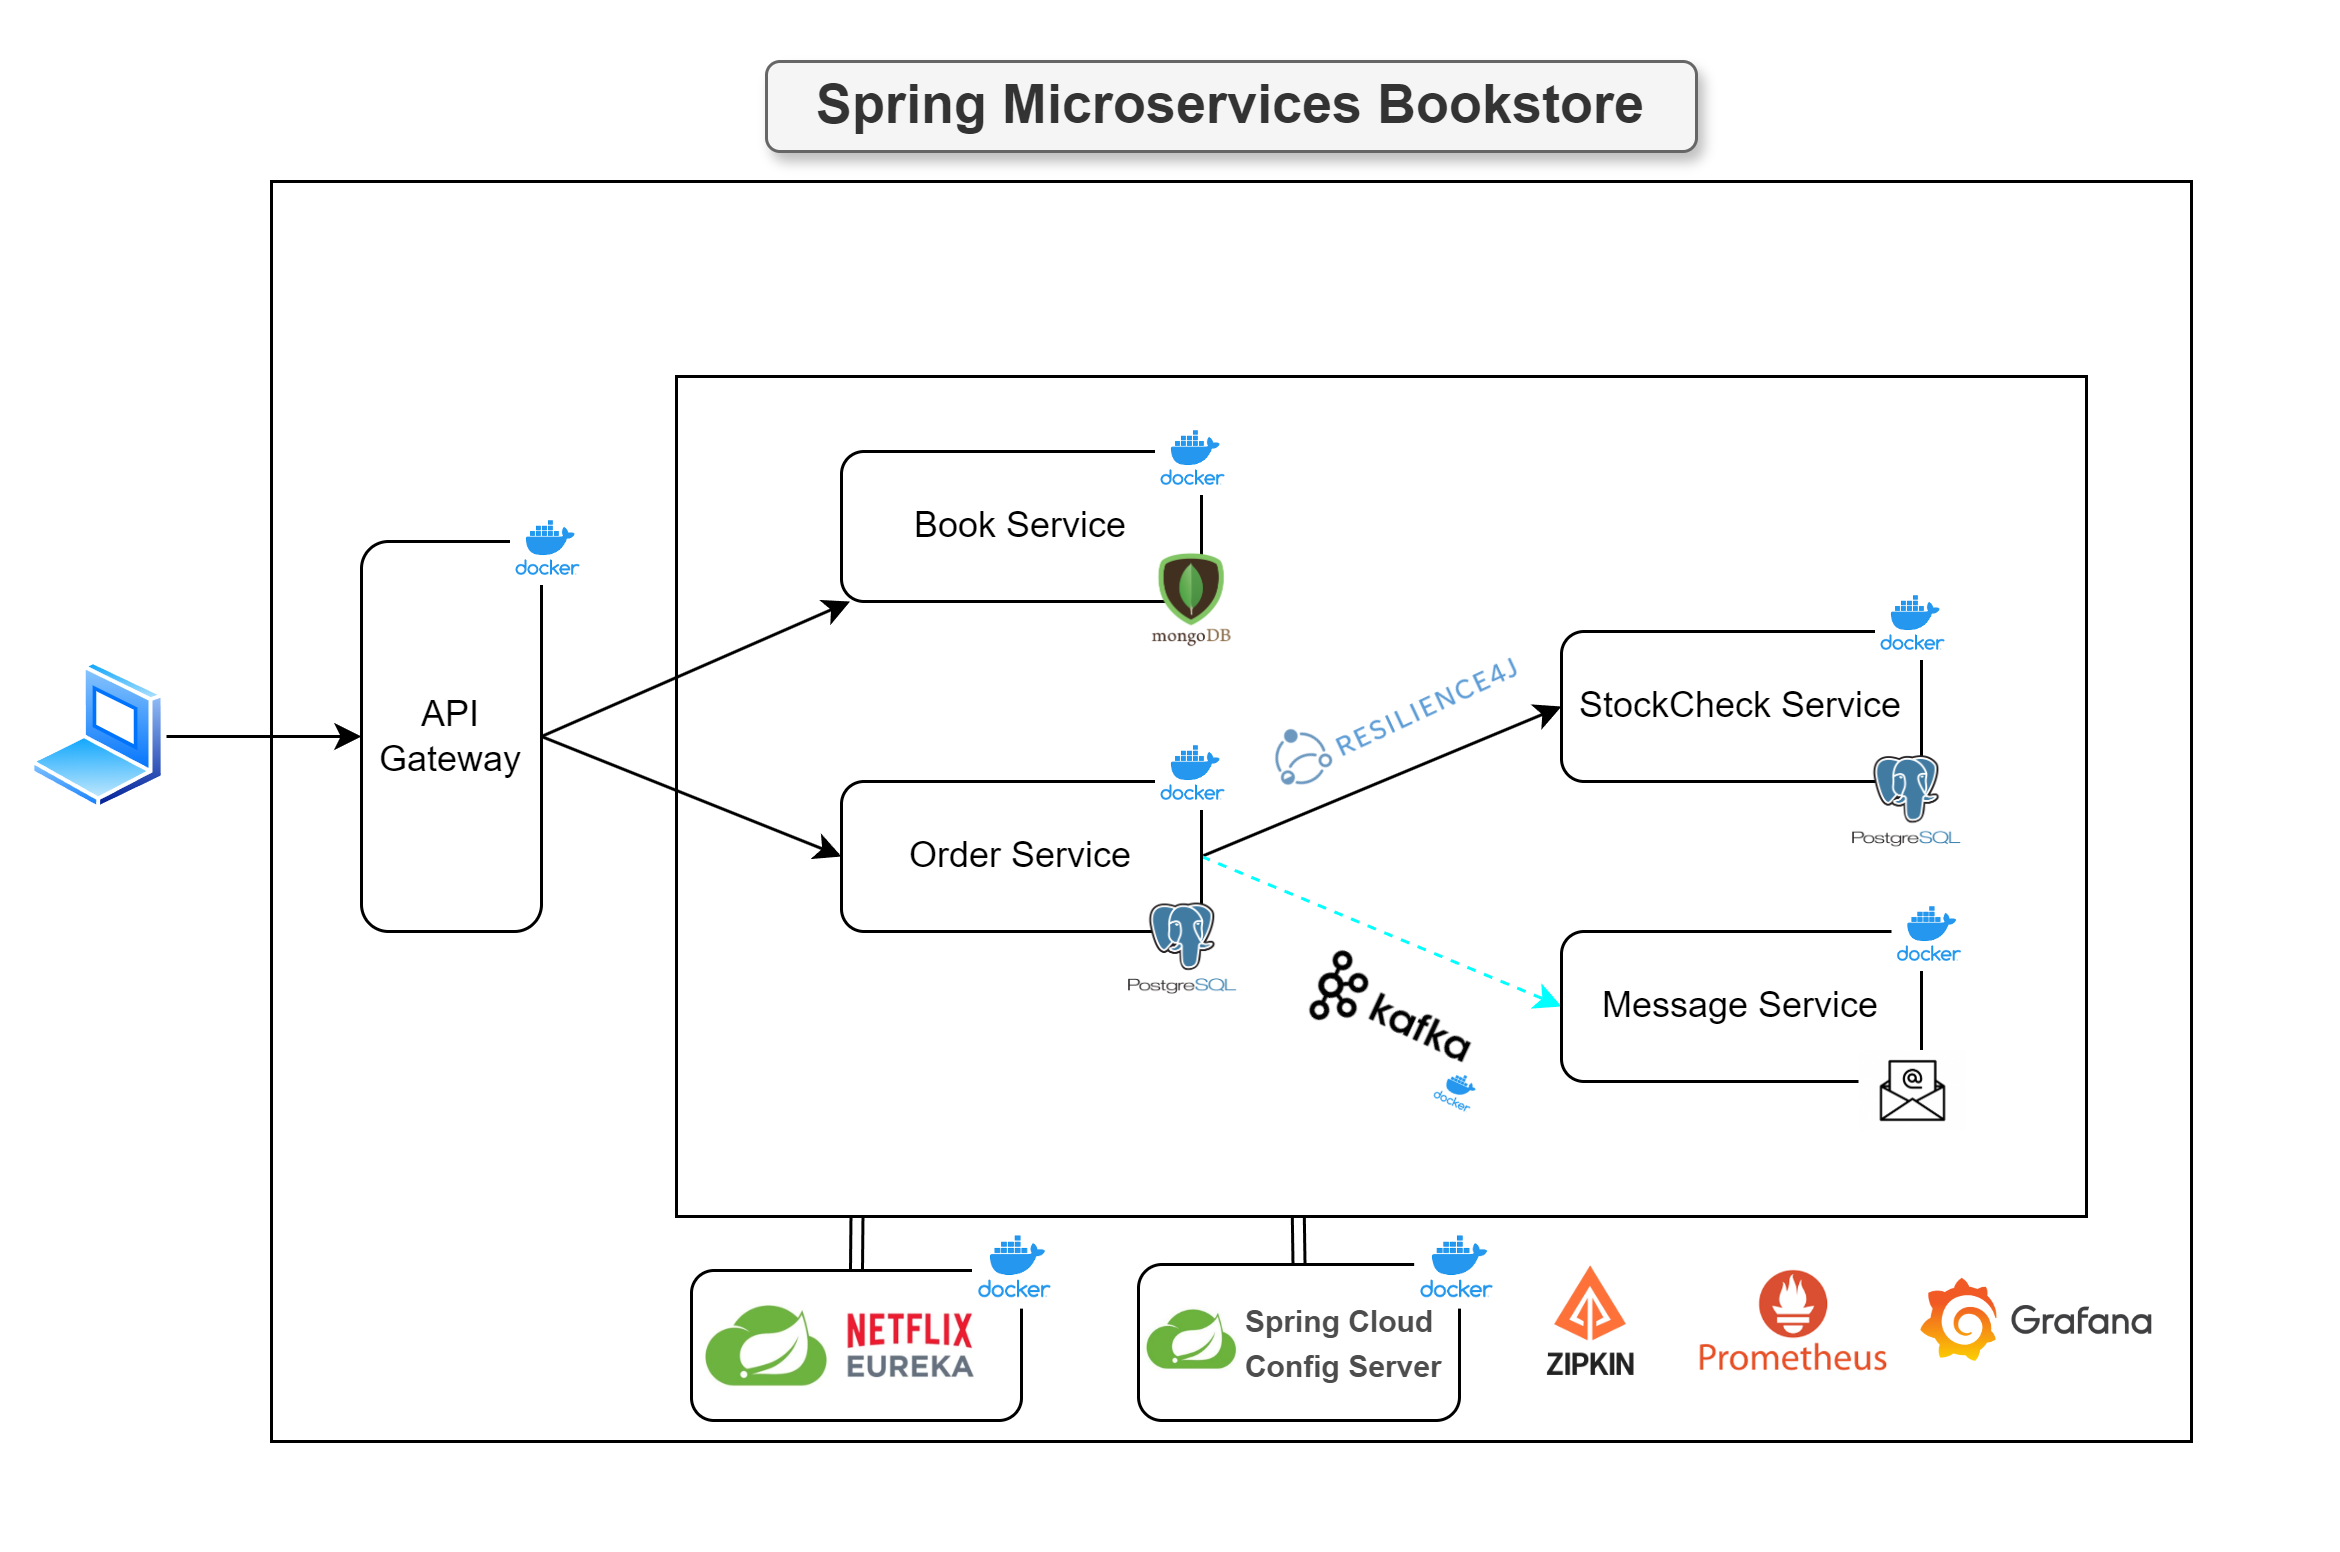 Spring Microservices Bookstore
docker
Book Service
mongoDB
docker
API
Gateway
docker
Order Service
PostgreSQL
RESILIENCE4J
docker
StockCheck Service
PostgreSQL
kafka
docker
docker
Message Service
@
docker
NETFLIX
EUREKA
docker
Spring Cloud
Config Server
ZIPKIN
Prometheus
Grafana